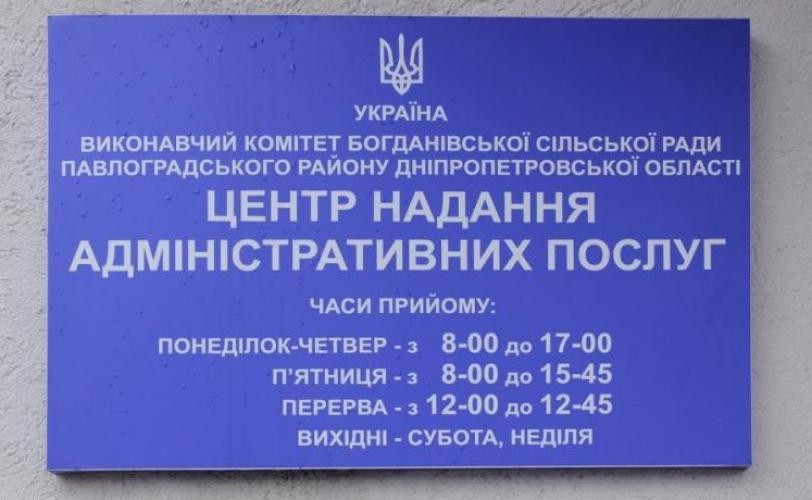 УКРАЇНА
ВИКОНАВЧИЙ КОМІТЕТ БОГДАНІВСЬКОЇ СІЛЬСЬКОЇ РАДИ
ПАВЛОГРАДСЬКОГО РАЙОНУ ДНІПРОПЕТРОВСЬКОЇ ОБЛАСТІ
ЦЕНТР НАДАННЯ
АДМІНІСТРАТИВНИХ ПОСЛУГ
ЧАСИ ПРИЙОМУ:
ПОНЕДІЛОК-ЧЕТВЕР - з 8-00 до 17-00
П'ЯТНИЦЯ - з 8-00 до 15-45
ПЕРЕРВА - з 12-00 до 12-45
ВИХІДНІ - СУБОТА, НЕДІЛЯ